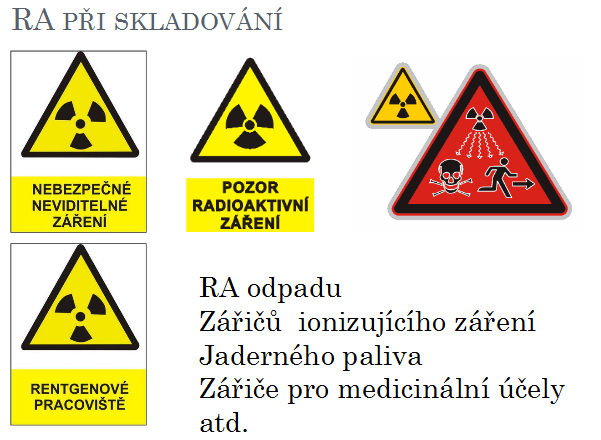 RA PŘI SKLADOVÁNÍ
NEBEZPEČNÉ
NEVIDITELNÉ
ZÁŘENÍ
POZOR
RADIOAKTIVNÍ
ZÁŘENÍ
RENTGENOVÉ
PRACOVIŠTĚ
RA odpadu
Zářičů ionizujícího záření
Jaderného paliva
Zářiče pro medicinální účely
atd.